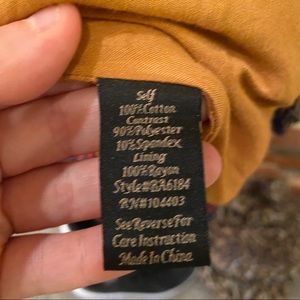 Self
100%Cotton
Contrast
90%Polyester
10%Spandex
Lining
100%Rayon
Style#BA6184
RN#104403
See Reverse For
Care Instruction
Made In China